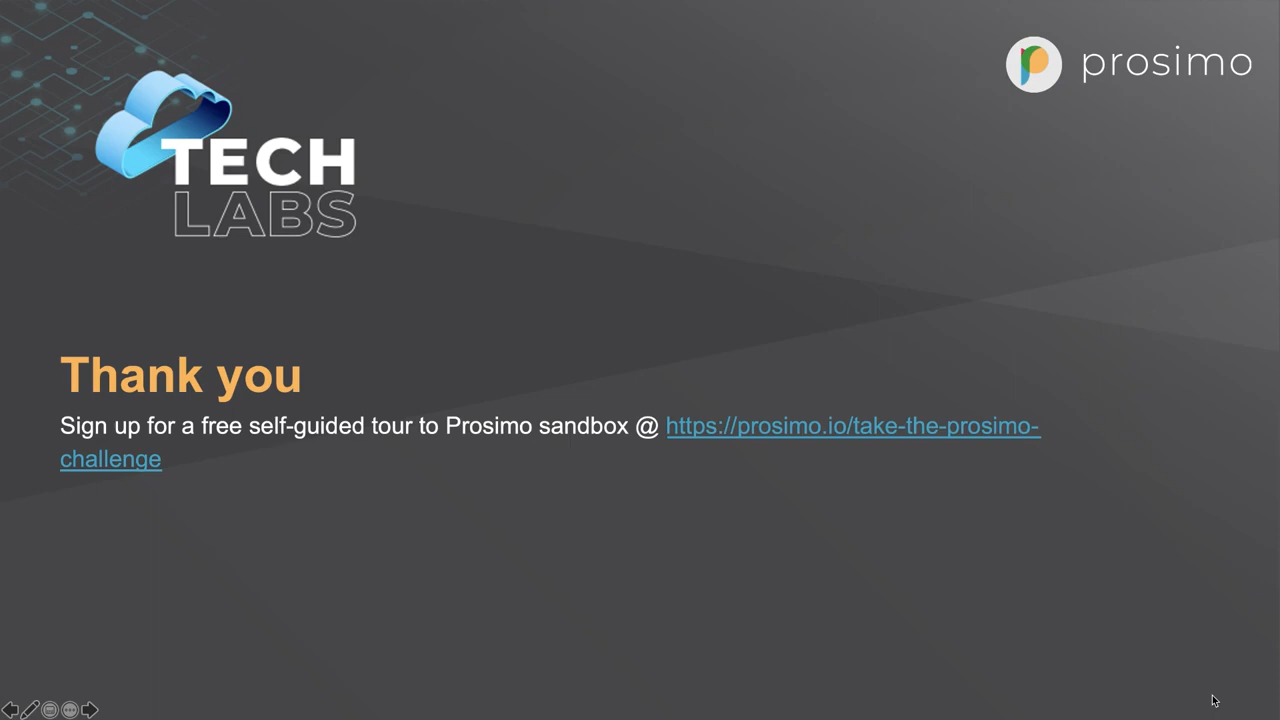 prosimo
TECH
LABS
Thank you
Sign up for a free self-guided tour to Prosimo sandbox @ https://prosimo.io/take-the-prosimo-
challenge